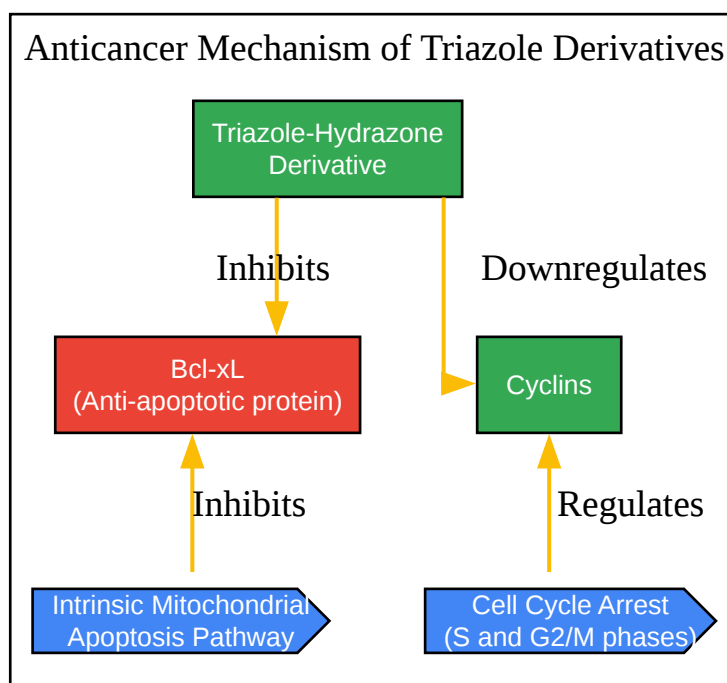 Anticancer Mechanism of Triazole Derivatives
Triazole-Hydrazone
Derivative
Inhibits
Downregulates
Bcl-xL
(Anti-apoptotic protein)
Cyclins
Inhibits
Regulates
Intrinsic Mitochondrial
Apoptosis Pathway
Cell Cycle Arrest
(S and G2/M phases)